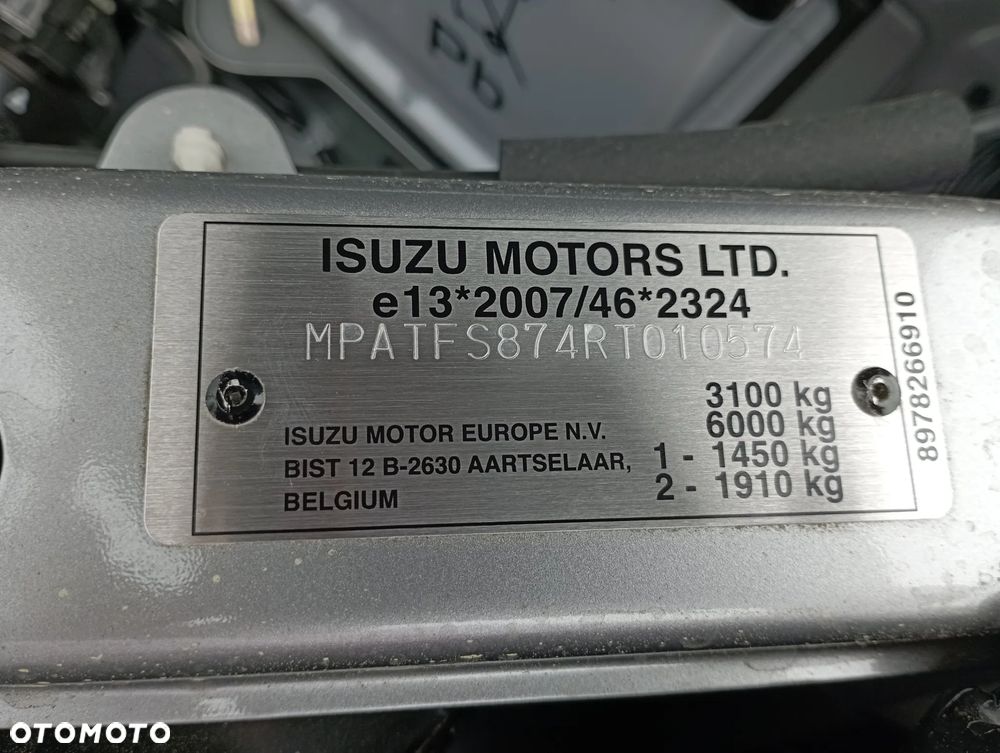 Pb
ISUZU MOTORS LTD.
e13*2007/46*2324
MPATFS874RT010574
3100 kg
6000 kg
1 - 1450 kg
2 - 1910 kg
ISUZU MOTOR EUROPE N.V.
BIST 12 B-2630 AARTSELAAR,
BELGIUM
8978266910
OTOMOTO